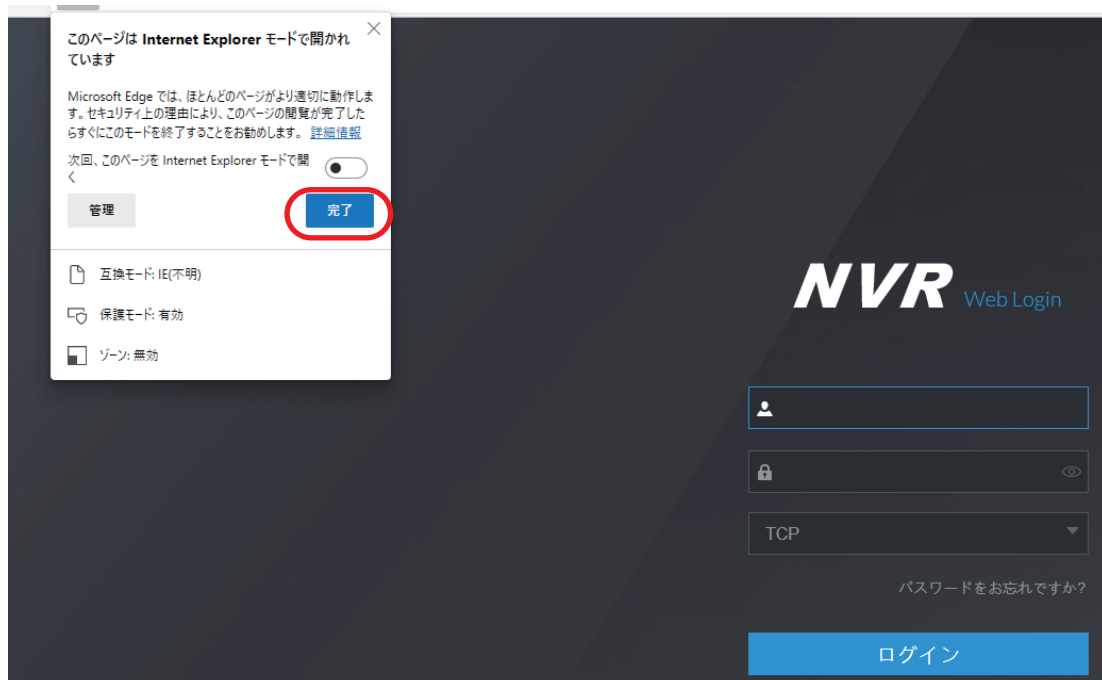 このページは Internet Explorer モードで開かれ
ています
Microsoft Edge では、ほとんどのページがより適切に動作しま
す。セキュリティ上の理由により、このページの閲覧が完了した
らすぐにこのモードを終了することをお勧めします。 詳細情報
次回、このページを Internet Explorer モードで開
く
管理
完了
互換モード: IE(不明)
保護モード: 有効
ゾーン: 無効
NVR Web Login
TCP
パスワードをお忘れですか?
ログイン